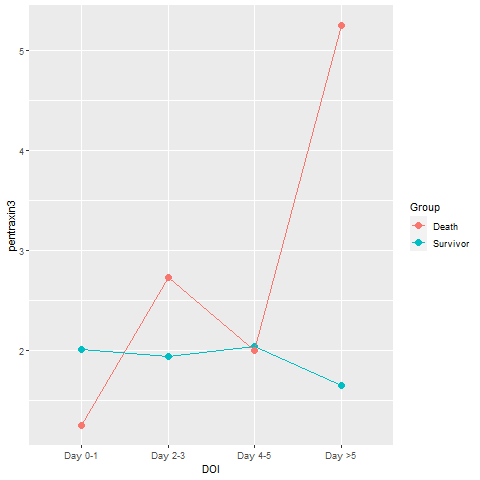 pentraxin3
5
4
3
2
Day 0-1
Day 2-3
Day 4-5
Day >5
DOI
Group
Death
Survivor